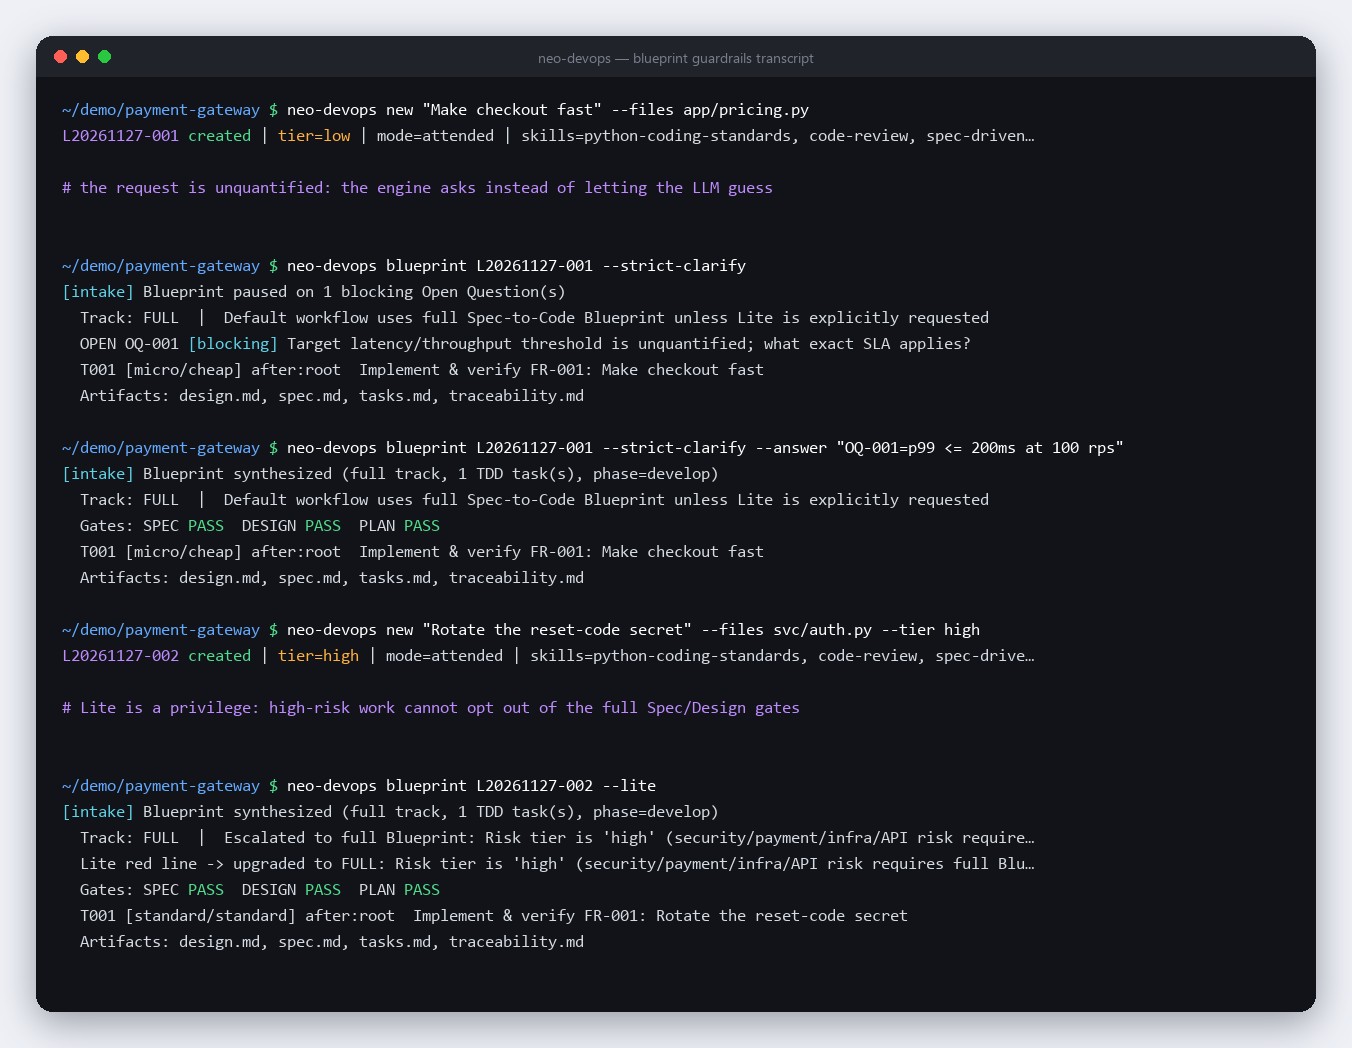 neo-devops — blueprint guardrails transcript
~/demo/payment-gateway $ neo-devops new "Make checkout fast" --files app/pricing.py
L20261127-001 created | tier=low | mode=attended | skills=python-coding-standards, code-review, spec-driven…
# the request is unquantified: the engine asks instead of letting the LLM guess
~/demo/payment-gateway $ neo-devops blueprint L20261127-001 --strict-clarify
[intake] Blueprint paused on 1 blocking Open Question(s)
Track: FULL | Default workflow uses full Spec-to-Code Blueprint unless Lite is explicitly requested
OPEN OQ-001 [blocking] Target latency/throughput threshold is unquantified; what exact SLA applies?
T001 [micro/cheap] after:root Implement & verify FR-001: Make checkout fast
Artifacts: design.md, spec.md, tasks.md, traceability.md
~/demo/payment-gateway $ neo-devops blueprint L20261127-001 --strict-clarify --answer "OQ-001=p99 <= 200ms at 100 rps"
[intake] Blueprint synthesized (full track, 1 TDD task(s), phase=develop)
Track: FULL | Default workflow uses full Spec-to-Code Blueprint unless Lite is explicitly requested
Gates: SPEC PASS DESIGN PASS PLAN PASS
T001 [micro/cheap] after:root Implement & verify FR-001: Make checkout fast
Artifacts: design.md, spec.md, tasks.md, traceability.md
~/demo/payment-gateway $ neo-devops new "Rotate the reset-code secret" --files svc/auth.py --tier high
L20261127-002 created | tier=high | mode=attended | skills=python-coding-standards, code-review, spec-drive…
# Lite is a privilege: high-risk work cannot opt out of the full Spec/Design gates
~/demo/payment-gateway $ neo-devops blueprint L20261127-002 --lite
[intake] Blueprint synthesized (full track, 1 TDD task(s), phase=develop)
Track: FULL | Escalated to full Blueprint: Risk tier is 'high' (security/payment/infra/API risk require…
Lite red line -> upgraded to FULL: Risk tier is 'high' (security/payment/infra/API risk requires full Blu…
Gates: SPEC PASS DESIGN PASS PLAN PASS
T001 [standard/standard] after:root Implement & verify FR-001: Rotate the reset-code secret
Artifacts: design.md, spec.md, tasks.md, traceability.md